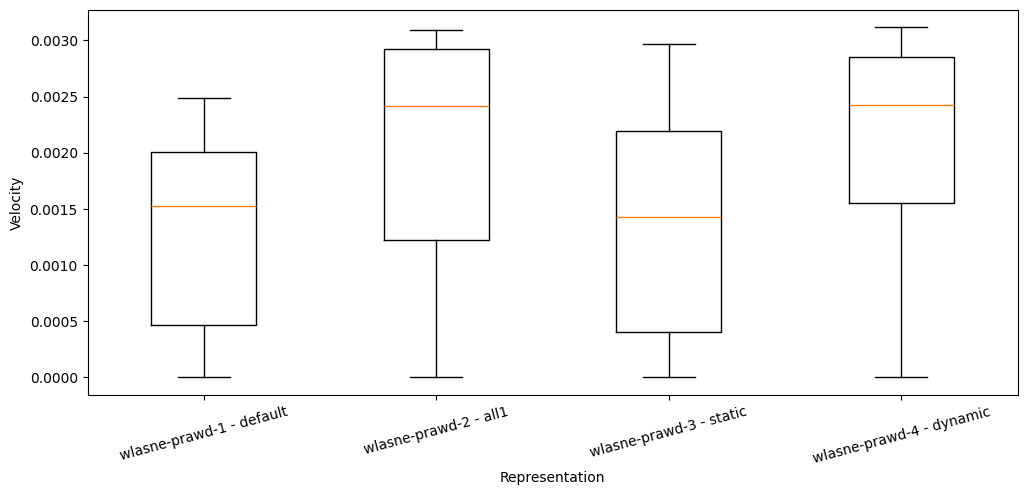 0.0030
0.0025
0.0020
0.0015
0.0010
0.0005
0.0000
Velocity
wlasne-prawd-1 - default
wlasne-prawd-2 - all1
wlasne-prawd-3 - static
wlasne-prawd-4 - dynamic
Representation